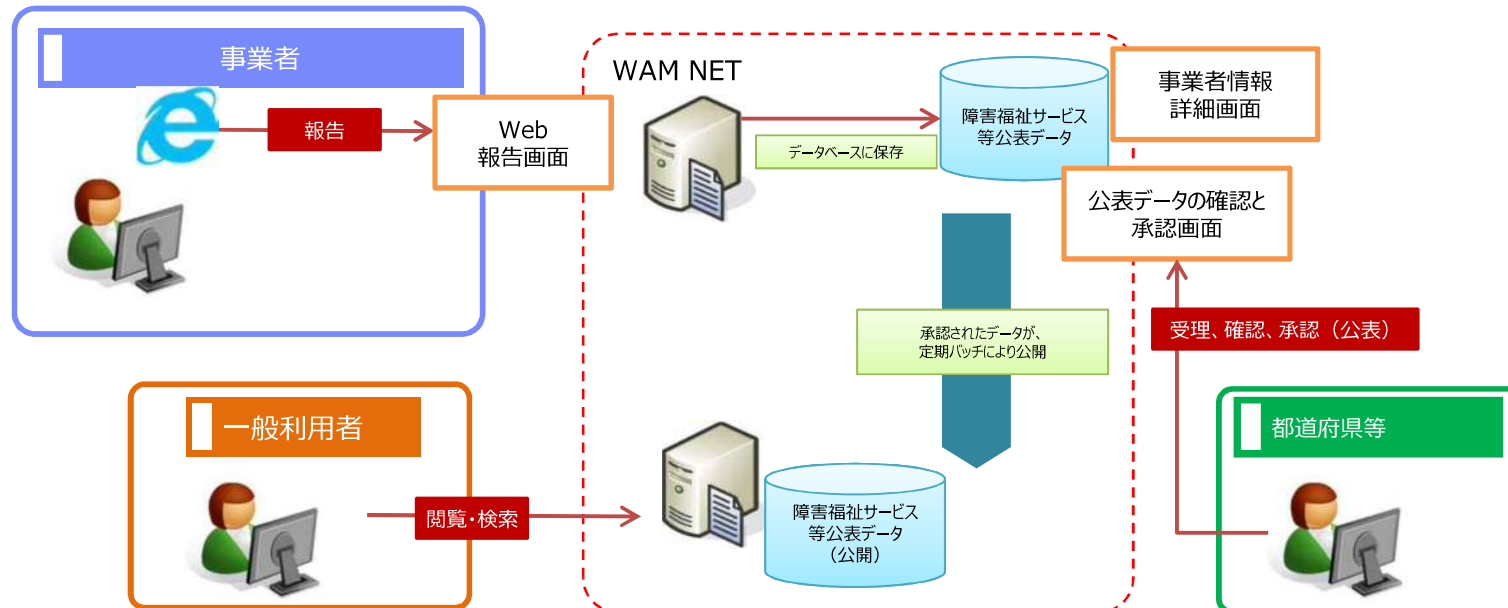 事業者
報告
Web
報告画面
WAM NET
データベースに保存
障害福祉サービス
等公表データ
事業者情報
詳細画面
公表データの確認と
承認画面
承認されたデータが、
定期バッチにより公開
受理、確認、承認（公表）
一般利用者
閲覧・検索
障害福祉サービス
等公表データ
（公開）
都道府県等